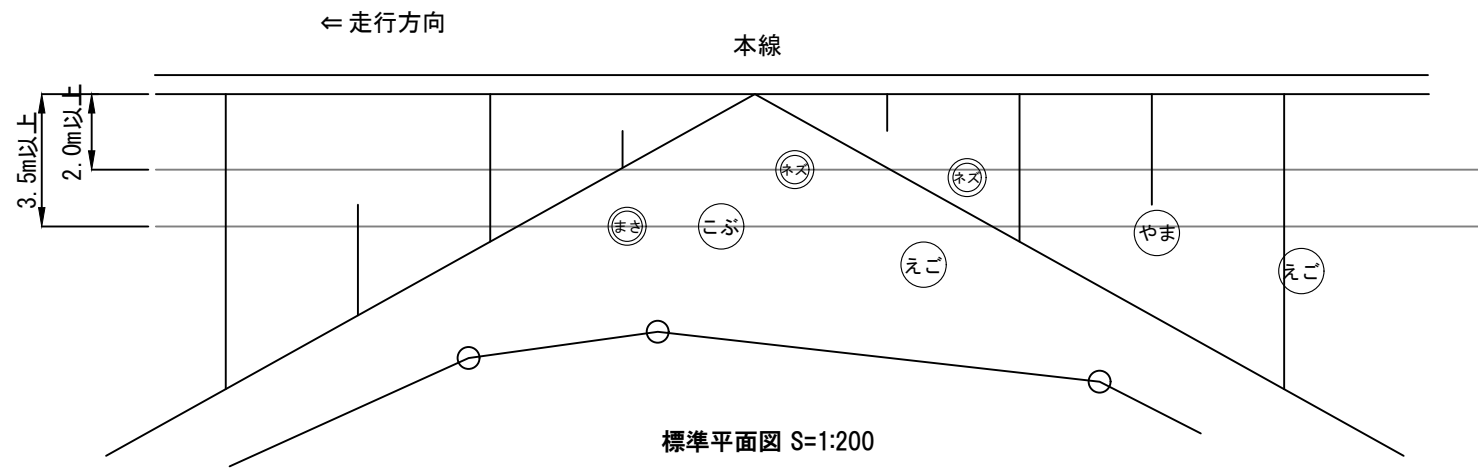 ⇐ 走行方向
本線
3.5m以上
2.0m以上
ネズ
ネズ
まさ
こぶ
やま
えご
えご
標準平面図 S=1:200